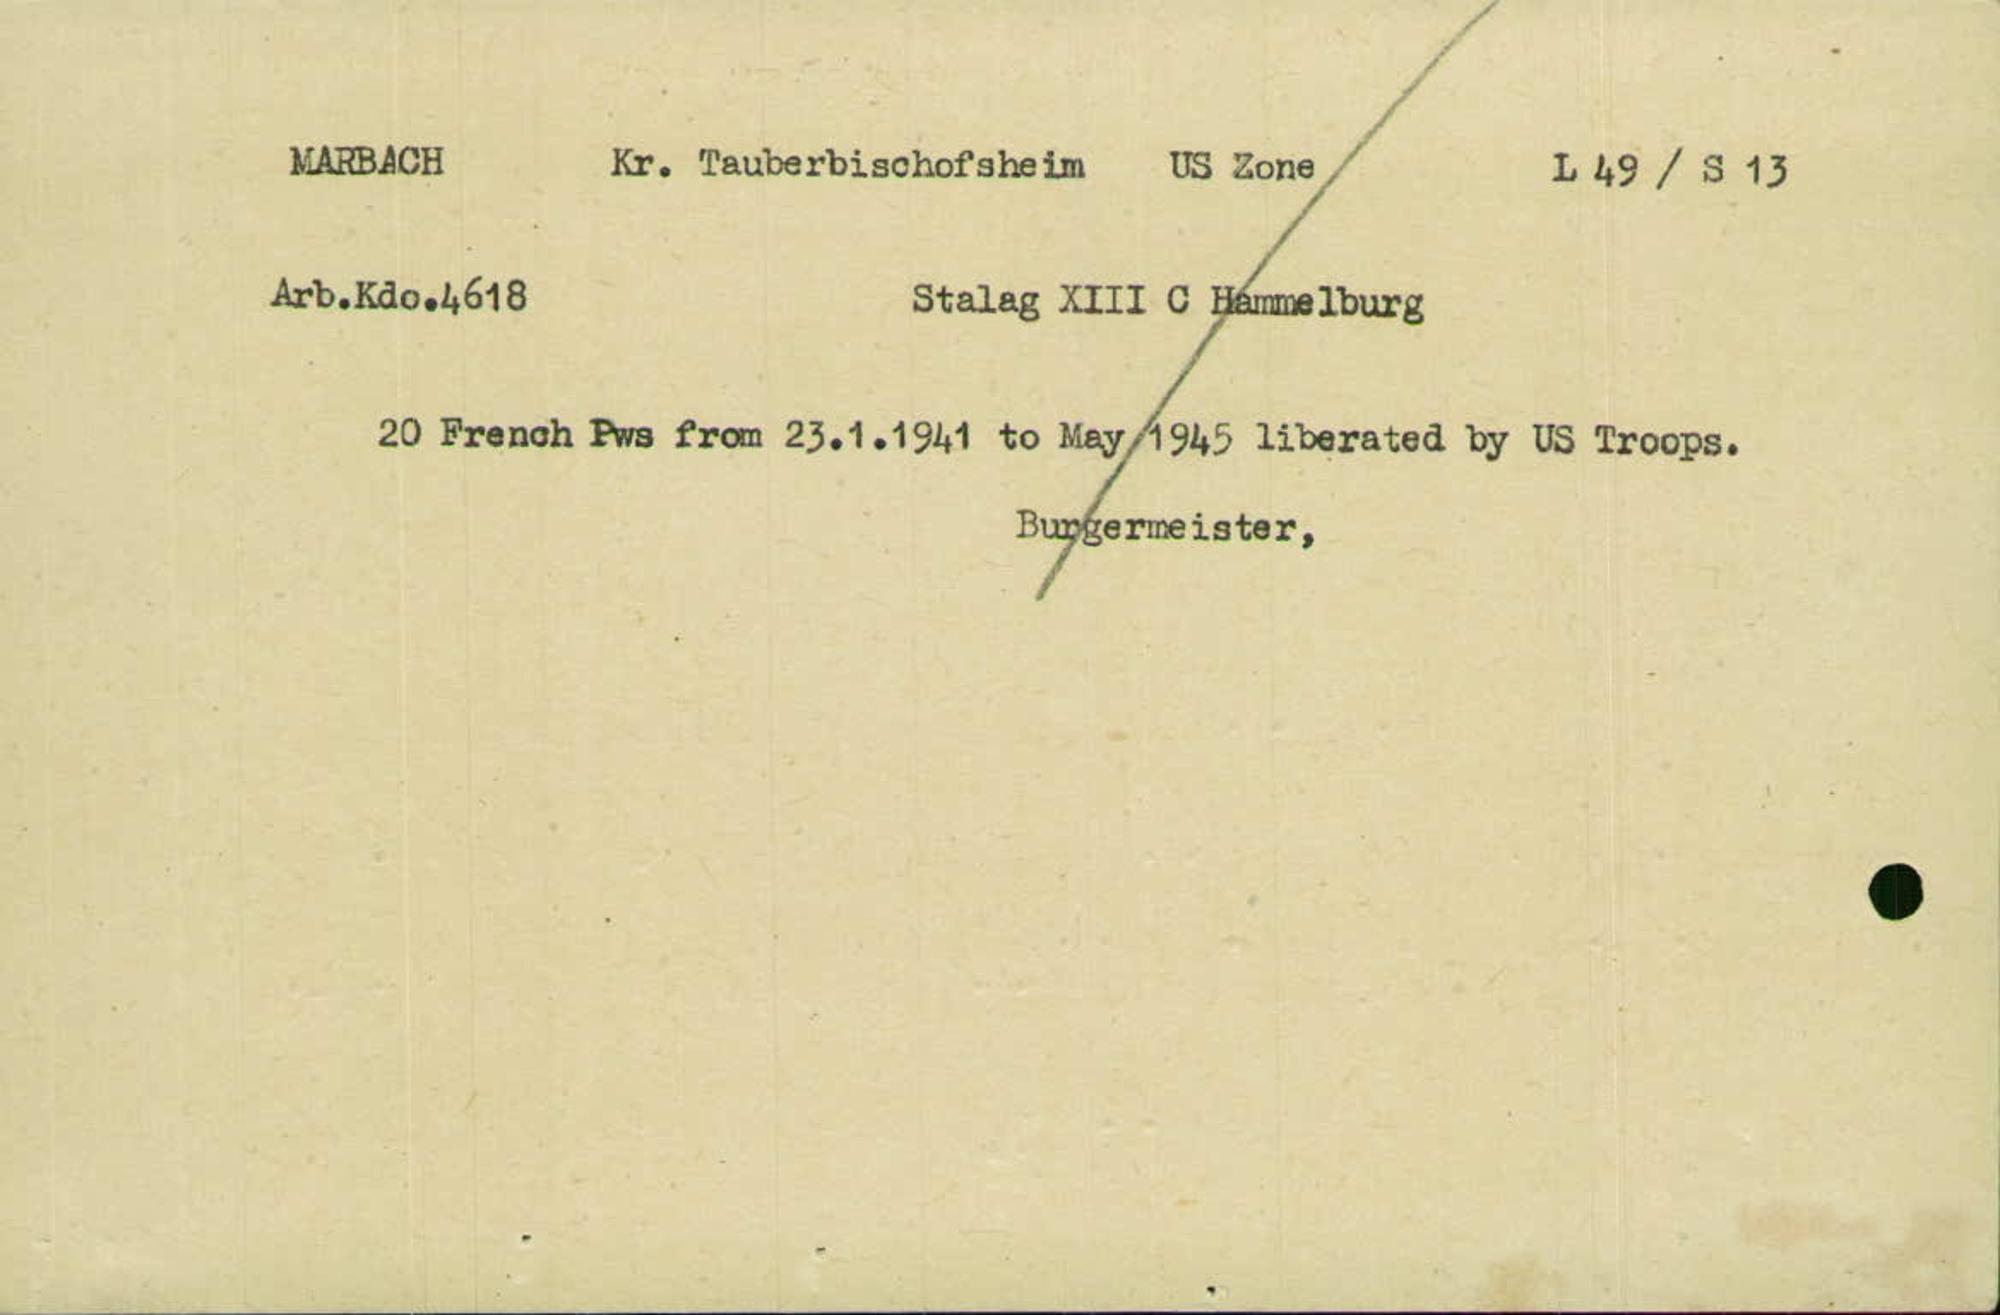 MARBACH Kr. Tauberbischofsheim US Zone L 49 / S 13
Arb.Kdo.4618 Stalag XIII C Hammelburg
20 French Pws from 23.1.1941 to May 1945 liberated by US Troops.
Burgermeister,